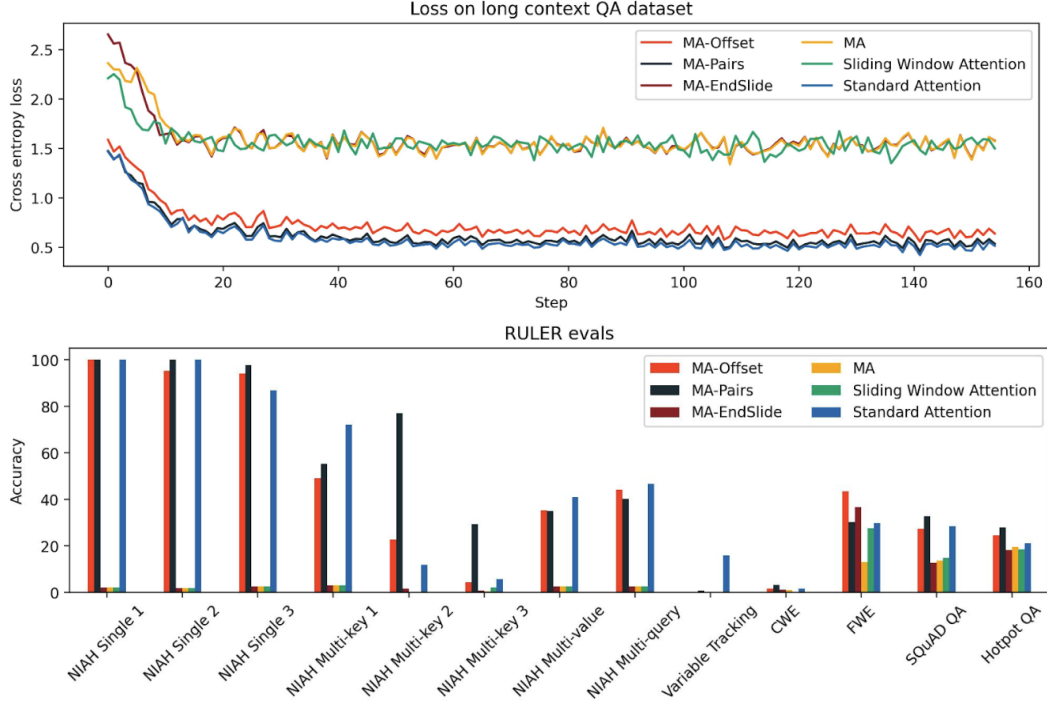 Loss on long context QA dataset
Cross entropy loss
2.5
2.0
1.5
1.0
0.5
MA-Offset
MA-Pairs
MA-EndSlide
MA
Sliding Window Attention
Standard Attention
0
20
40
60
80
100
120
140
160
Step
RULER evals
Accuracy
100
80
60
40
20
0
MA-Offset
MA-Pairs
MA-EndSlide
MA
Sliding Window Attention
Standard Attention
NIAH Single 1
NIAH Single 2
NIAH Single 3
NIAH Multi-key 1
NIAH Multi-key 2
NIAH Multi-key 3
NIAH Multi-value
NIAH Multi-query
Variable Tracking
CWE
FWE
SQuAD QA
Hotpot QA